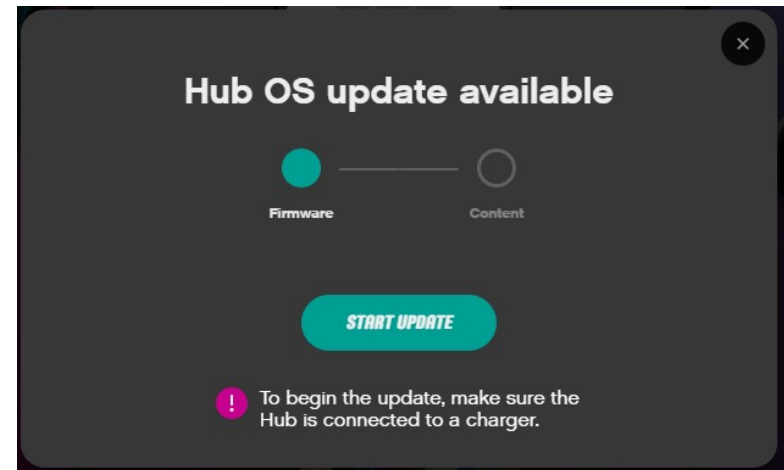 Hub OS update available
Firmware
Content
START UPDATE
To begin the update, make sure the
Hub is connected to a charger.